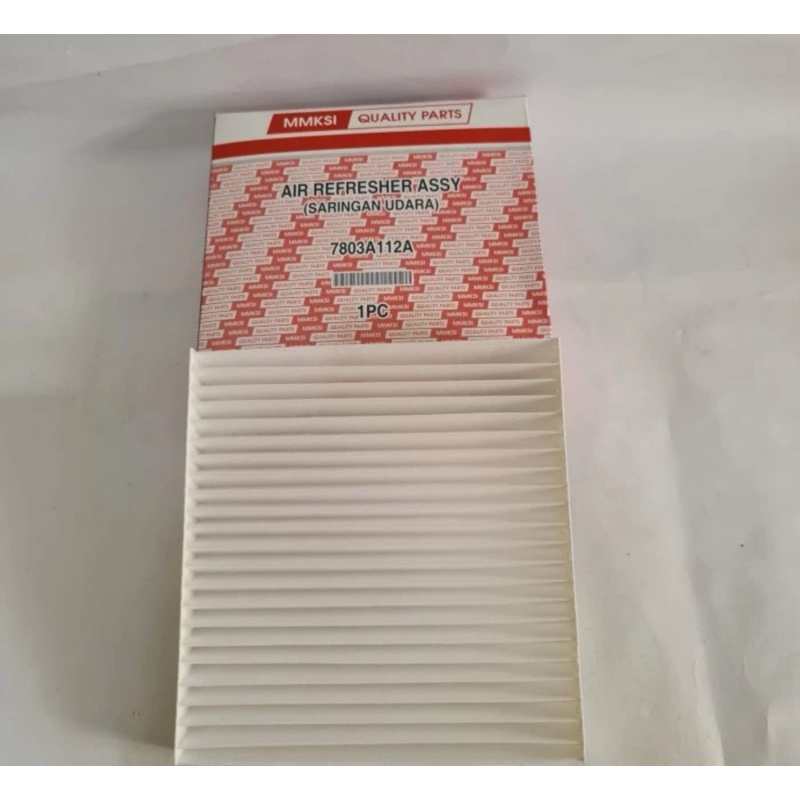 MMKSI QUALITY PARTS
AIR REFRESHER ASSY
(SARINGAN UDARA)
7803A112A
1PC